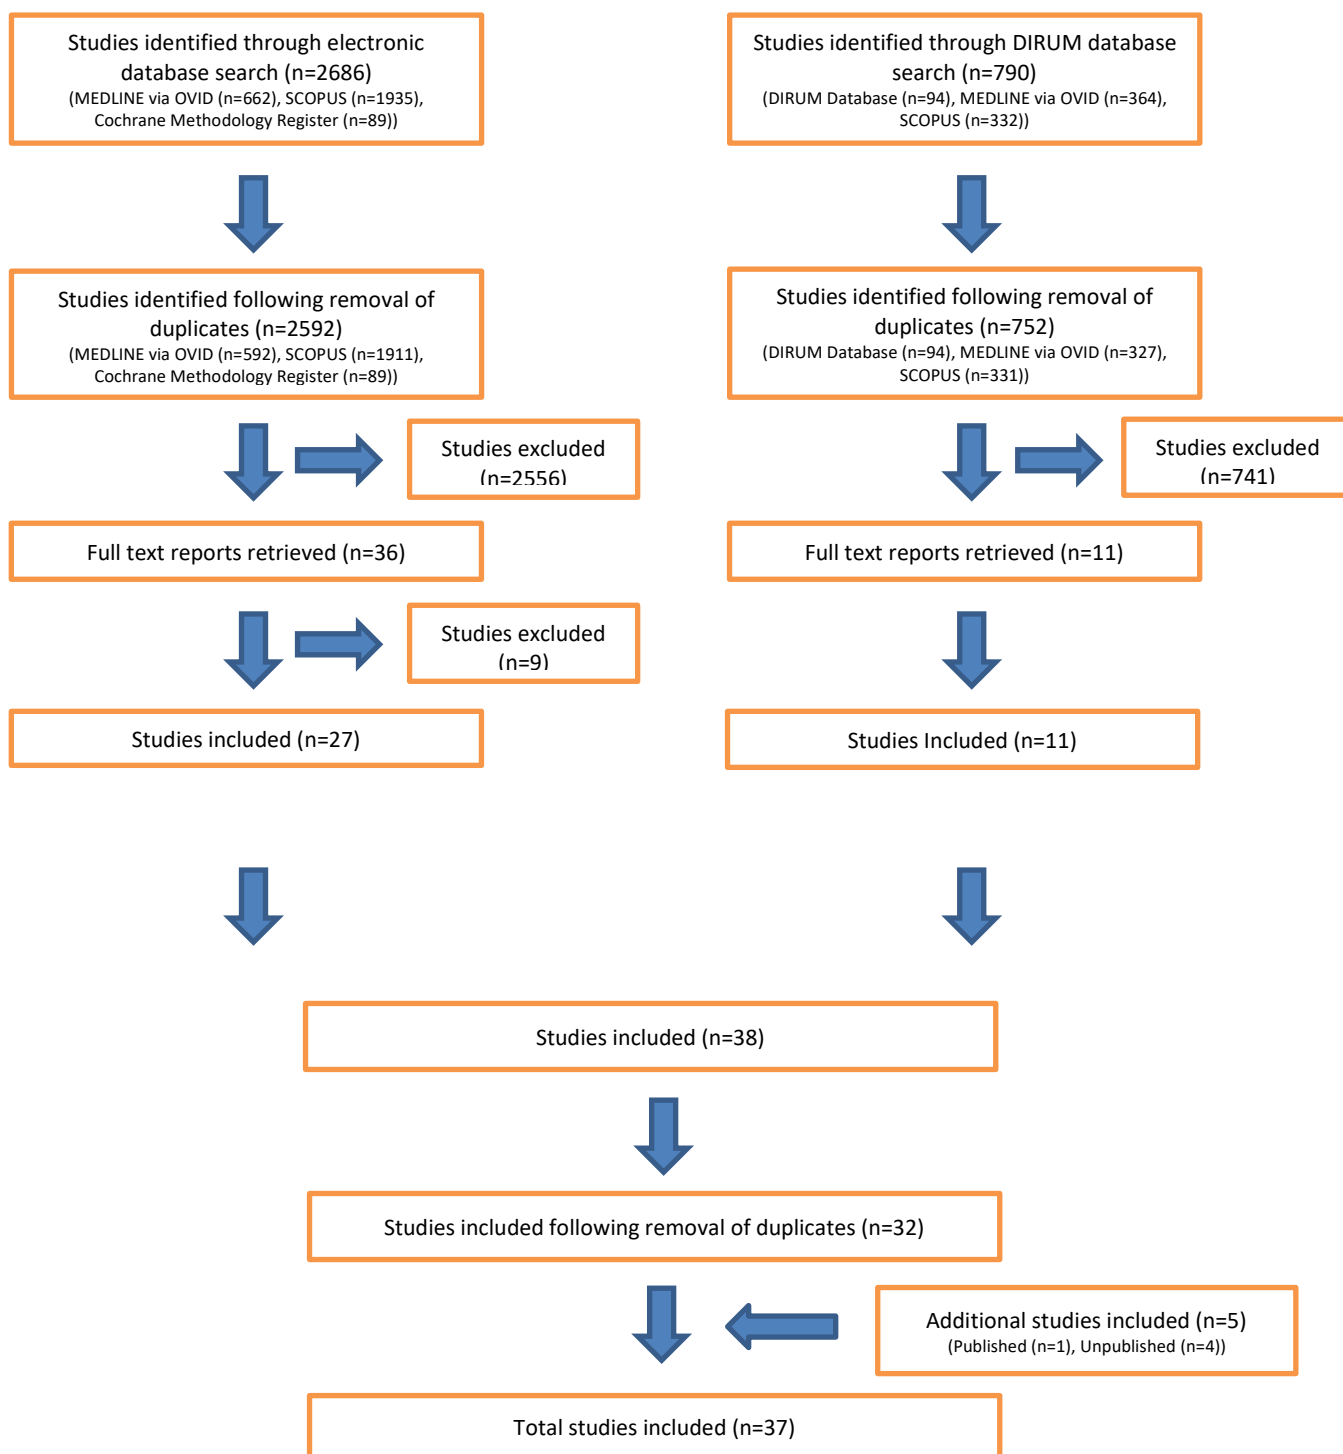 Studies identified through electronic
database search (n=2686)
(MEDLINE via OVID (n=662), SCOPUS (n=1935),
Cochrane Methodology Register (n=89))
Studies identified through DIRUM database
search (n=790)
(DIRUM Database (n=94), MEDLINE via OVID (n=364),
SCOPUS (n=332))
Studies identified following removal of
duplicates (n=2592)
(MEDLINE via OVID (n=592), SCOPUS (n=1911),
Cochrane Methodology Register (n=89))
Studies identified following removal of
duplicates (n=752)
(DIRUM Database (n=94), MEDLINE via OVID (n=327),
SCOPUS (n=331))
Studies excluded
(n=2556)
Studies excluded
(n=741)
Full text reports retrieved (n=36)
Full text reports retrieved (n=11)
Studies excluded
(n=9)
Studies included (n=27)
Studies Included (n=11)
Studies included (n=38)
Studies included following removal of duplicates (n=32)
Additional studies included (n=5)
(Published (n=1), Unpublished (n=4))
Total studies included (n=37)